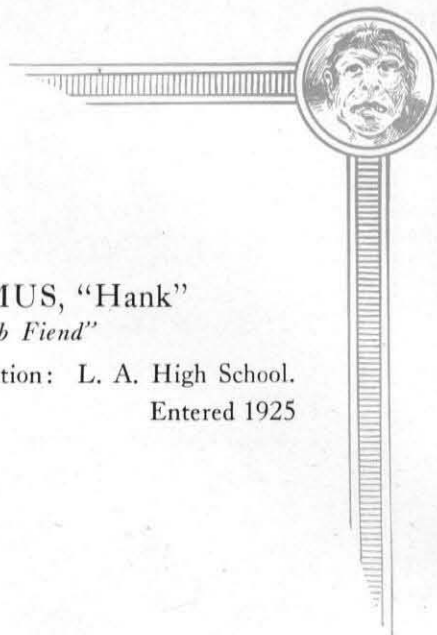 MUS, "Hank"
b Fiend"
tion: L. A. High School.
Entered 1925